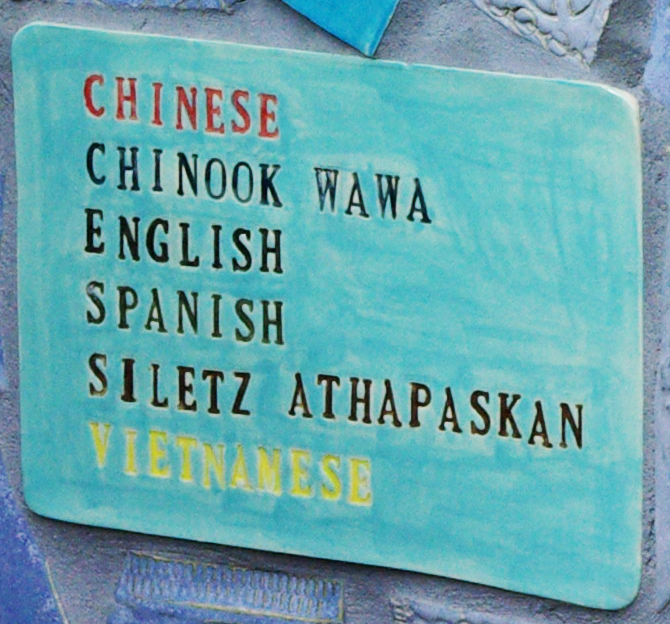 CHINESE
CHINOOK WAWA
ENGLISH
SPANISH
SILETZ ATHAPASKAN
VIETNAMESE